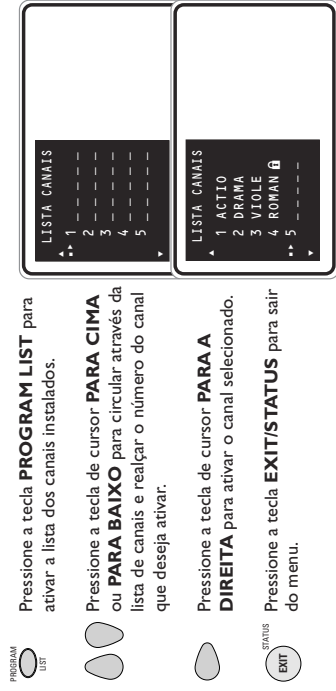 PROGRAM
LIST
Pressione a tecla PROGRAM LIST para
ativar a lista dos canais instalados.
Pressione a tecla de cursor PARA CIMA
ou PARA BAIXO para circular através da
lista de canais e realçar o número do canal
que deseja ativar.
Pressione a tecla de cursor PARA A
DIREITA para ativar o canal selecionado.
STATUS
EXIT
Pressione a tecla EXIT/STATUS para sair
do menu.
LISTA CANAIS
1 – – – – –
2 – – – – –
3 – – – – –
4 – – – – –
5 – – – – –
LISTA CANAIS
1 ACTIO
2 DRAMA
3 VIOLE
4 ROMAN
5 – – – – –